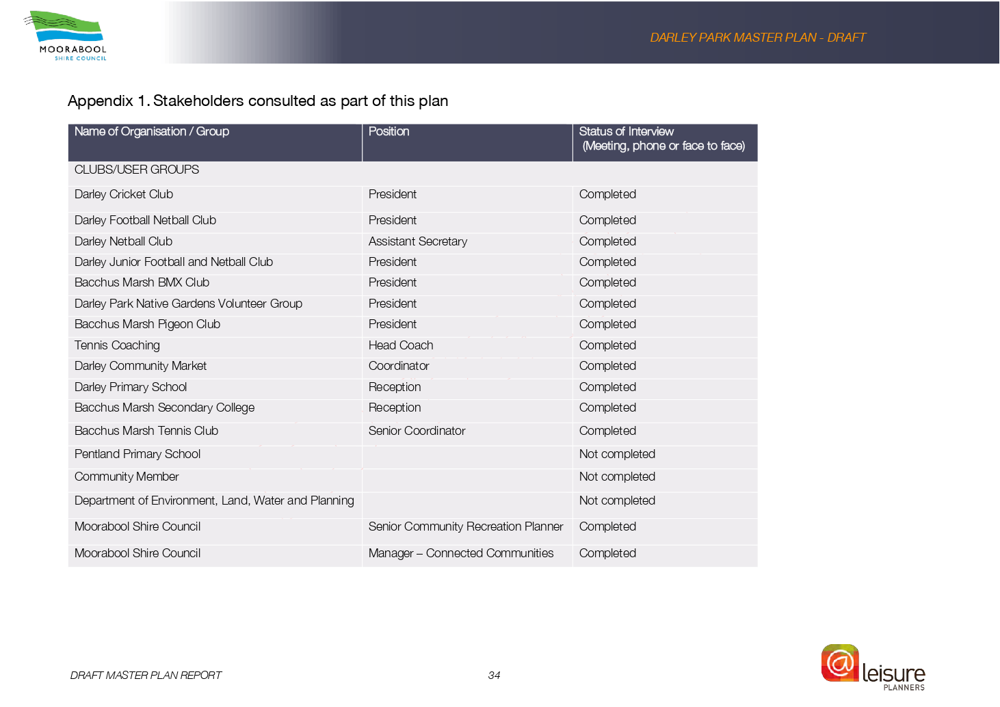 MOORABOOL
SHIRE COUNCIL
DARLEY PARK MASTER PLAN - DRAFT
Appendix 1. Stakeholders consulted as part of this plan
Name of Organisation / Group Position Status of Interview
(Meeting, phone or face to face)
CLUBS/USER GROUPS
Darley Cricket Club President Completed
Darley Football Netball Club President Completed
Darley Netball Club Assistant Secretary Completed
Darley Junior Football and Netball Club President Completed
Bacchus Marsh BMX Club President Completed
Darley Park Native Gardens Volunteer Group President Completed
Bacchus Marsh Pigeon Club President Completed
Tennis Coaching Head Coach Completed
Darley Community Market Coordinator Completed
Darley Primary School Reception Completed
Bacchus Marsh Secondary College Reception Completed
Bacchus Marsh Tennis Club Senior Coordinator Completed
Pentland Primary School Not completed
Community Member Not completed
Department of Environment, Land, Water and Planning Not completed
Moorabool Shire Council Senior Community Recreation Planner Completed
Moorabool Shire Council Manager – Connected Communities Completed
DRAFT MASTER PLAN REPORT 34
@leisure
PLANNERS